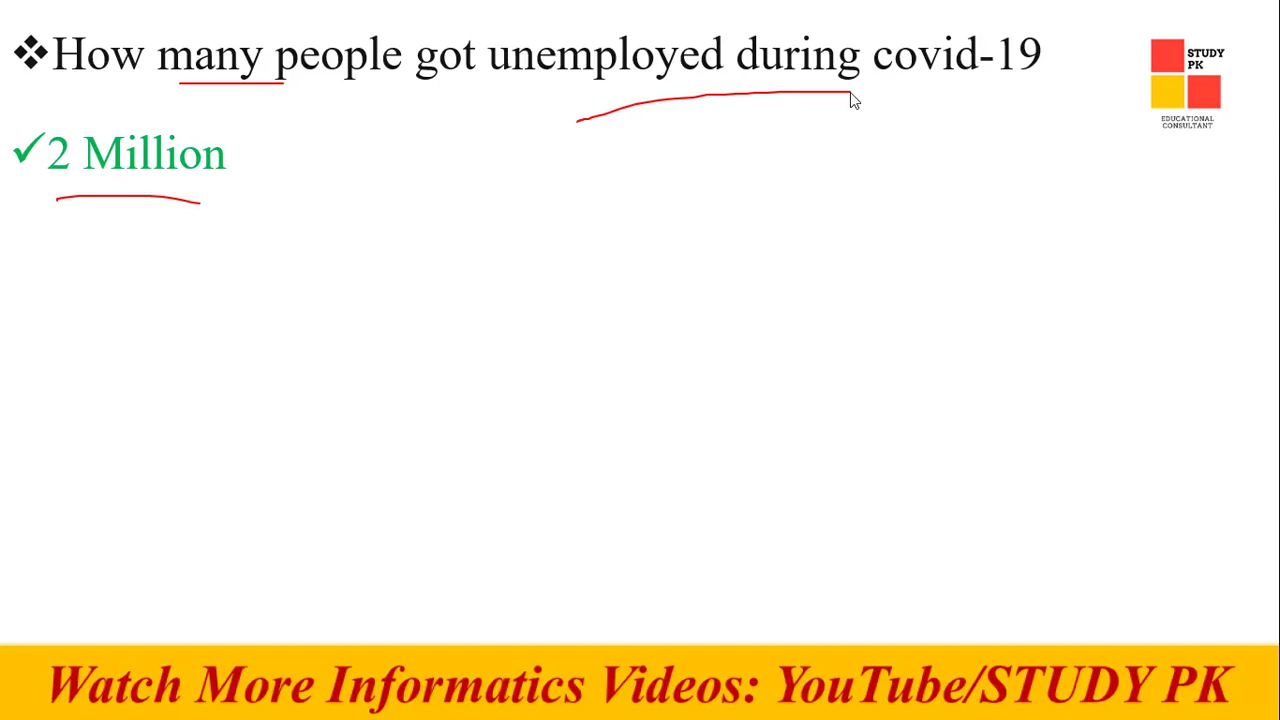 ❖How many people got unemployed during covid-19
✓2 Million
STUDY
PK
EDUCATIONAL
CONSULTANT
Watch More Informatics Videos: YouTube/STUDY PK